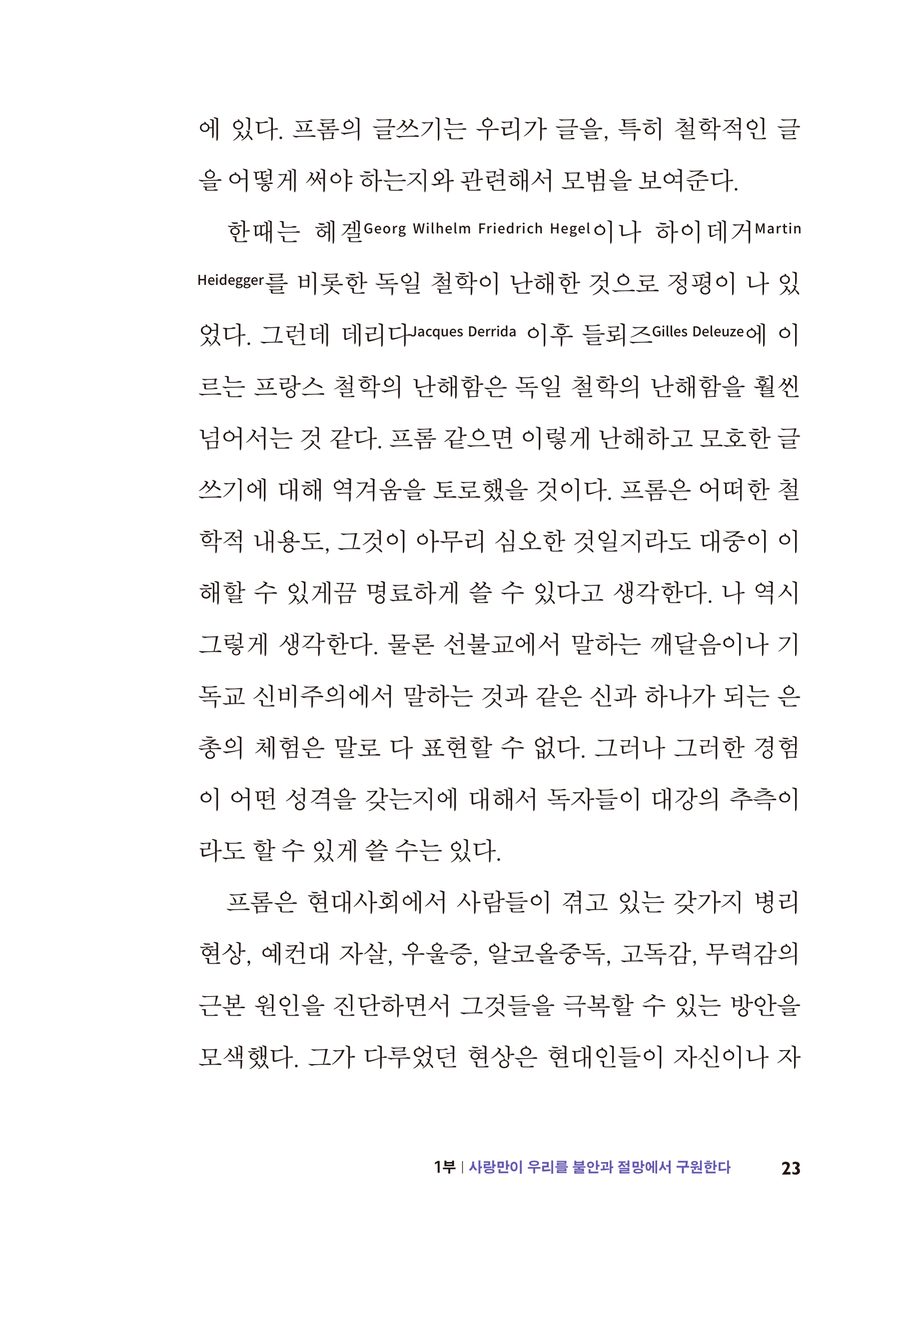 에 있다. 프롬의 글쓰기는 우리가 글을, 특히 철학적인 글
을 어떻게 써야 하는지와 관련해서 모범을 보여준다.
한때는 헤겔Georg Wilhelm Friedrich Hegel이나 하이데거Martin
Heidegger를 비롯한 독일 철학이 난해한 것으로 정평이 나 있
었다. 그런데 데리다Jacques Derrida 이후 들뢰즈Gilles Deleuze에 이
르는 프랑스 철학의 난해함은 독일 철학의 난해함을 훨씬
넘어서는 것 같다. 프롬 같으면 이렇게 난해하고 모호한 글
쓰기에 대해 역겨움을 토로했을 것이다. 프롬은 어떠한 철
학적 내용도, 그것이 아무리 심오한 것일지라도 대중이 이
해할 수 있게끔 명료하게 쓸 수 있다고 생각한다. 나 역시
그렇게 생각한다. 물론 선불교에서 말하는 깨달음이나 기
독교 신비주의에서 말하는 것과 같은 신과 하나가 되는 은
총의 체험은 말로 다 표현할 수 없다. 그러나 그러한 경험
이 어떤 성격을 갖는지에 대해서 독자들이 대강의 추측이
라도 할 수 있게 쓸 수는 있다.
프롬은 현대사회에서 사람들이 겪고 있는 갖가지 병리
현상, 예컨대 자살, 우울증, 알코올중독, 고독감, 무력감의
근본 원인을 진단하면서 그것들을 극복할 수 있는 방안을
모색했다. 그가 다루었던 현상은 현대인들이 자신이나 자
1부 | 사랑만이 우리를 불안과 절망에서 구원한다 23